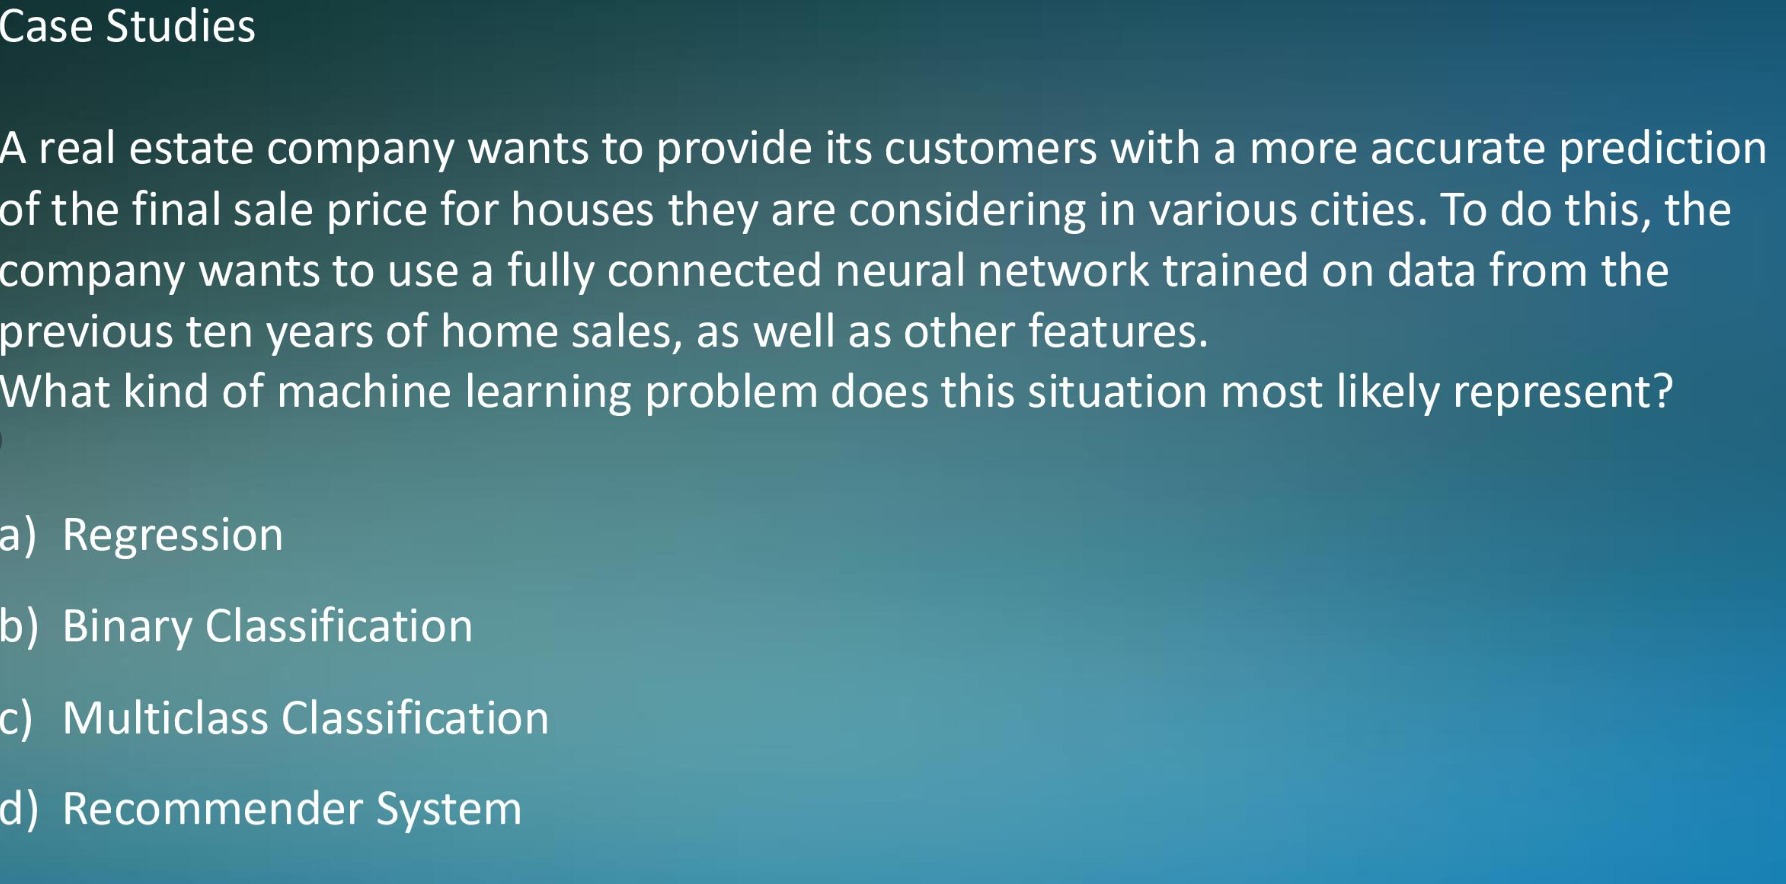 Case Studies
A real estate company wants to provide its customers with a more accurate prediction
of the final sale price for houses they are considering in various cities. To do this, the
company wants to use a fully connected neural network trained on data from the
previous ten years of home sales, as well as other features.
What kind of machine learning problem does this situation most likely represent?
a) Regression
b) Binary Classification
c) Multiclass Classification
d) Recommender System